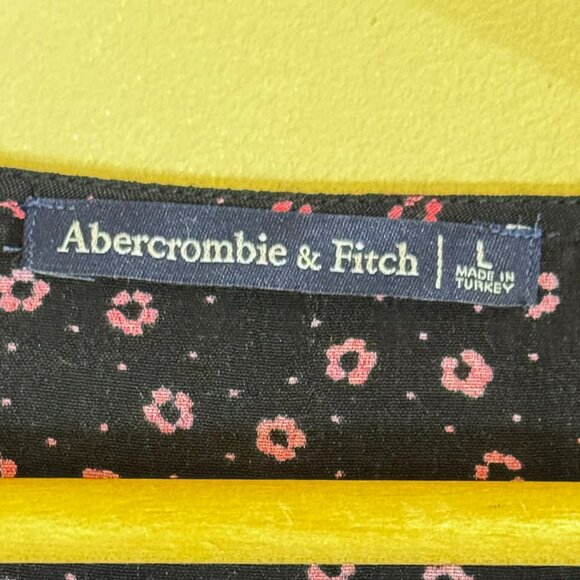 Abercrombie & Fitch
L
MADE IN
TURKEY